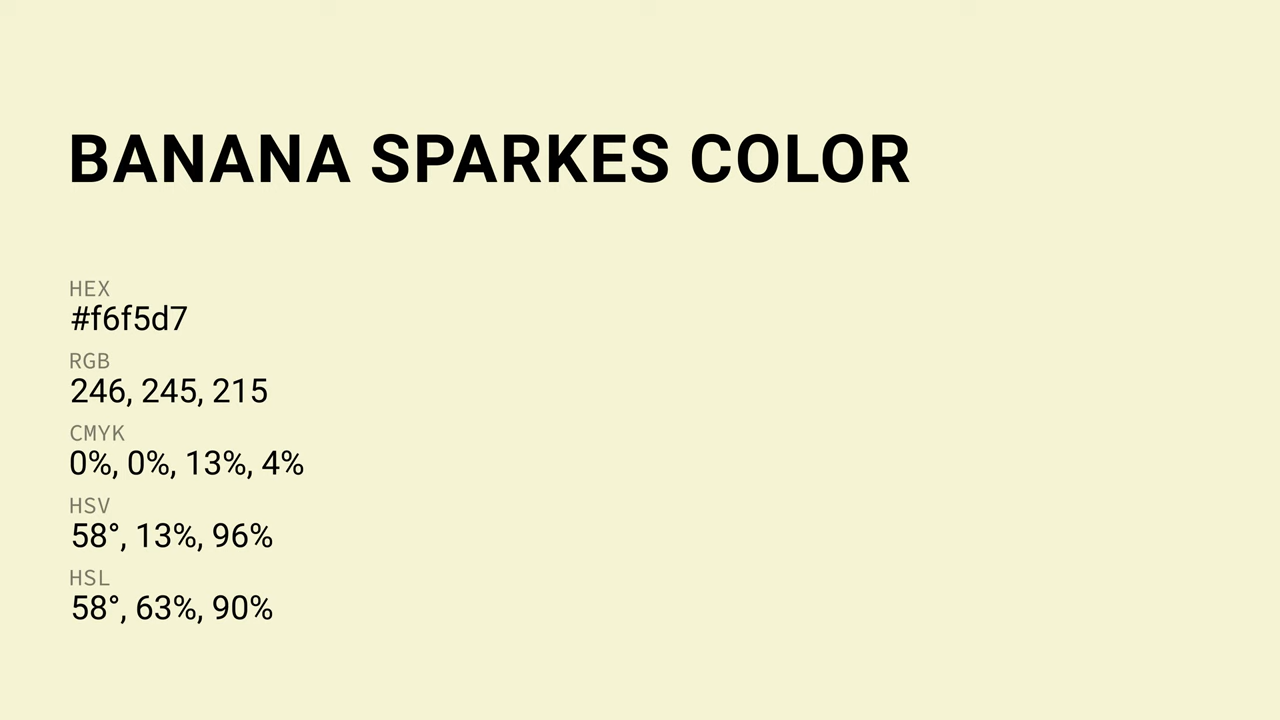 BANANA SPARKES COLOR
HEX
#f6f5d7
RGB
246, 245, 215
CMYK
0%, 0%, 13%, 4%
HSV
58°, 13%, 96%
HSL
58°, 63%, 90%